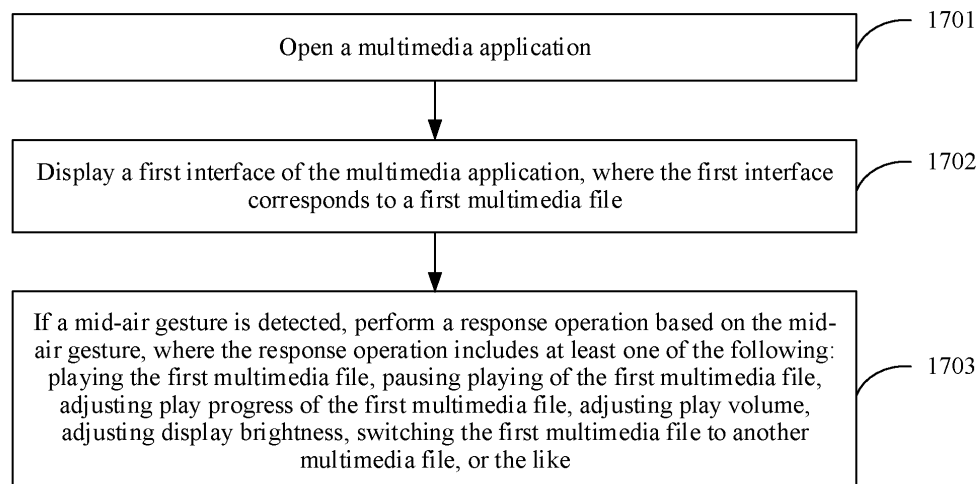 Open a multimedia application
1701
Display a first interface of the multimedia application, where the first interface
corresponds to a first multimedia file
1702
If a mid-air gesture is detected, perform a response operation based on the mid-
air gesture, where the response operation includes at least one of the following:
playing the first multimedia file, pausing playing of the first multimedia file,
adjusting play progress of the first multimedia file, adjusting play volume,
adjusting display brightness, switching the first multimedia file to another
multimedia file, or the like
1703